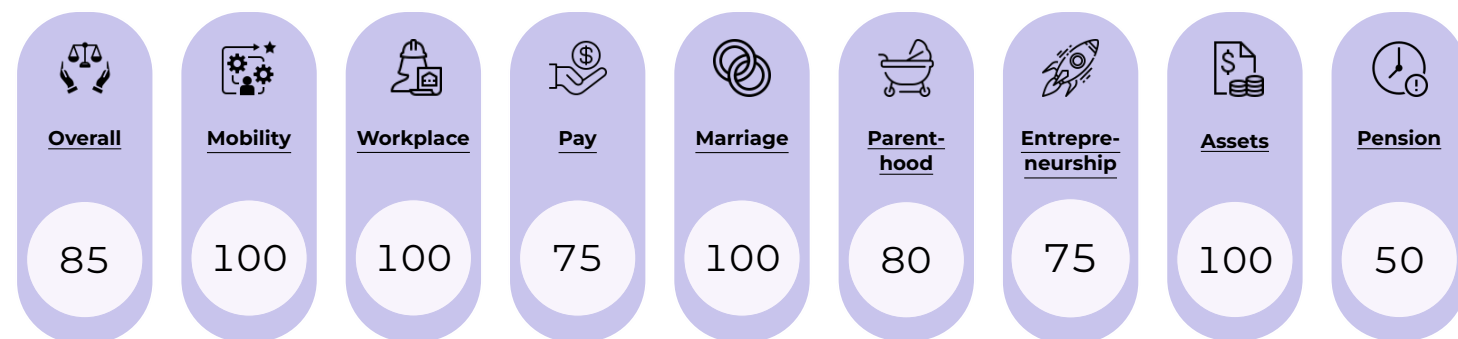 Overall
Mobility
Workplace
Pay
Marriage
Parent-
hood
Entrepre-
neurship
Assets
Pension
85
100
100
75
100
80
75
100
50